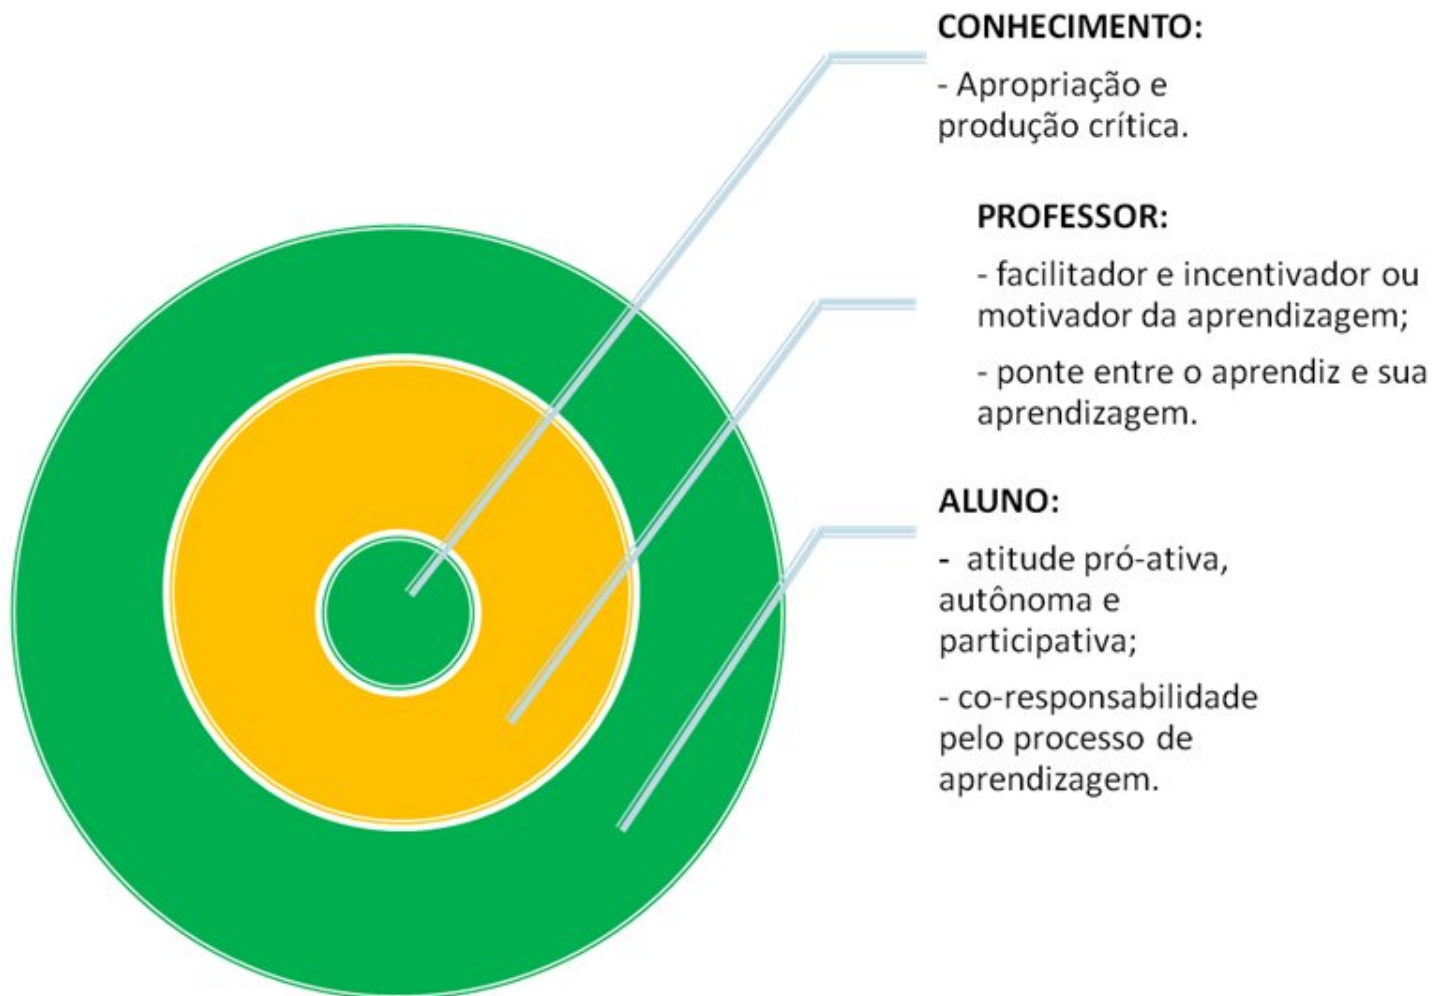 CONHECIMENTO:
- Apropriação e
produção crítica.
PROFESSOR:
- facilitador e incentivador ou
motivador da aprendizagem;
- ponte entre o aprendiz e sua
aprendizagem.
ALUNO:
- atitude pró-ativa,
autônoma e
participativa;
- co-responsabilidade
pelo processo de
aprendizagem.